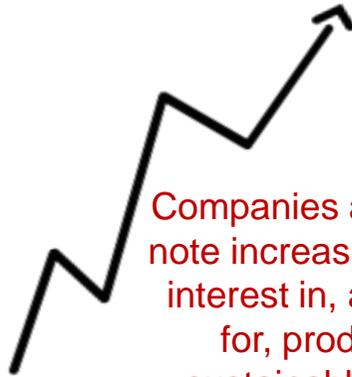 Companies
note increas
interest in,
for, prod